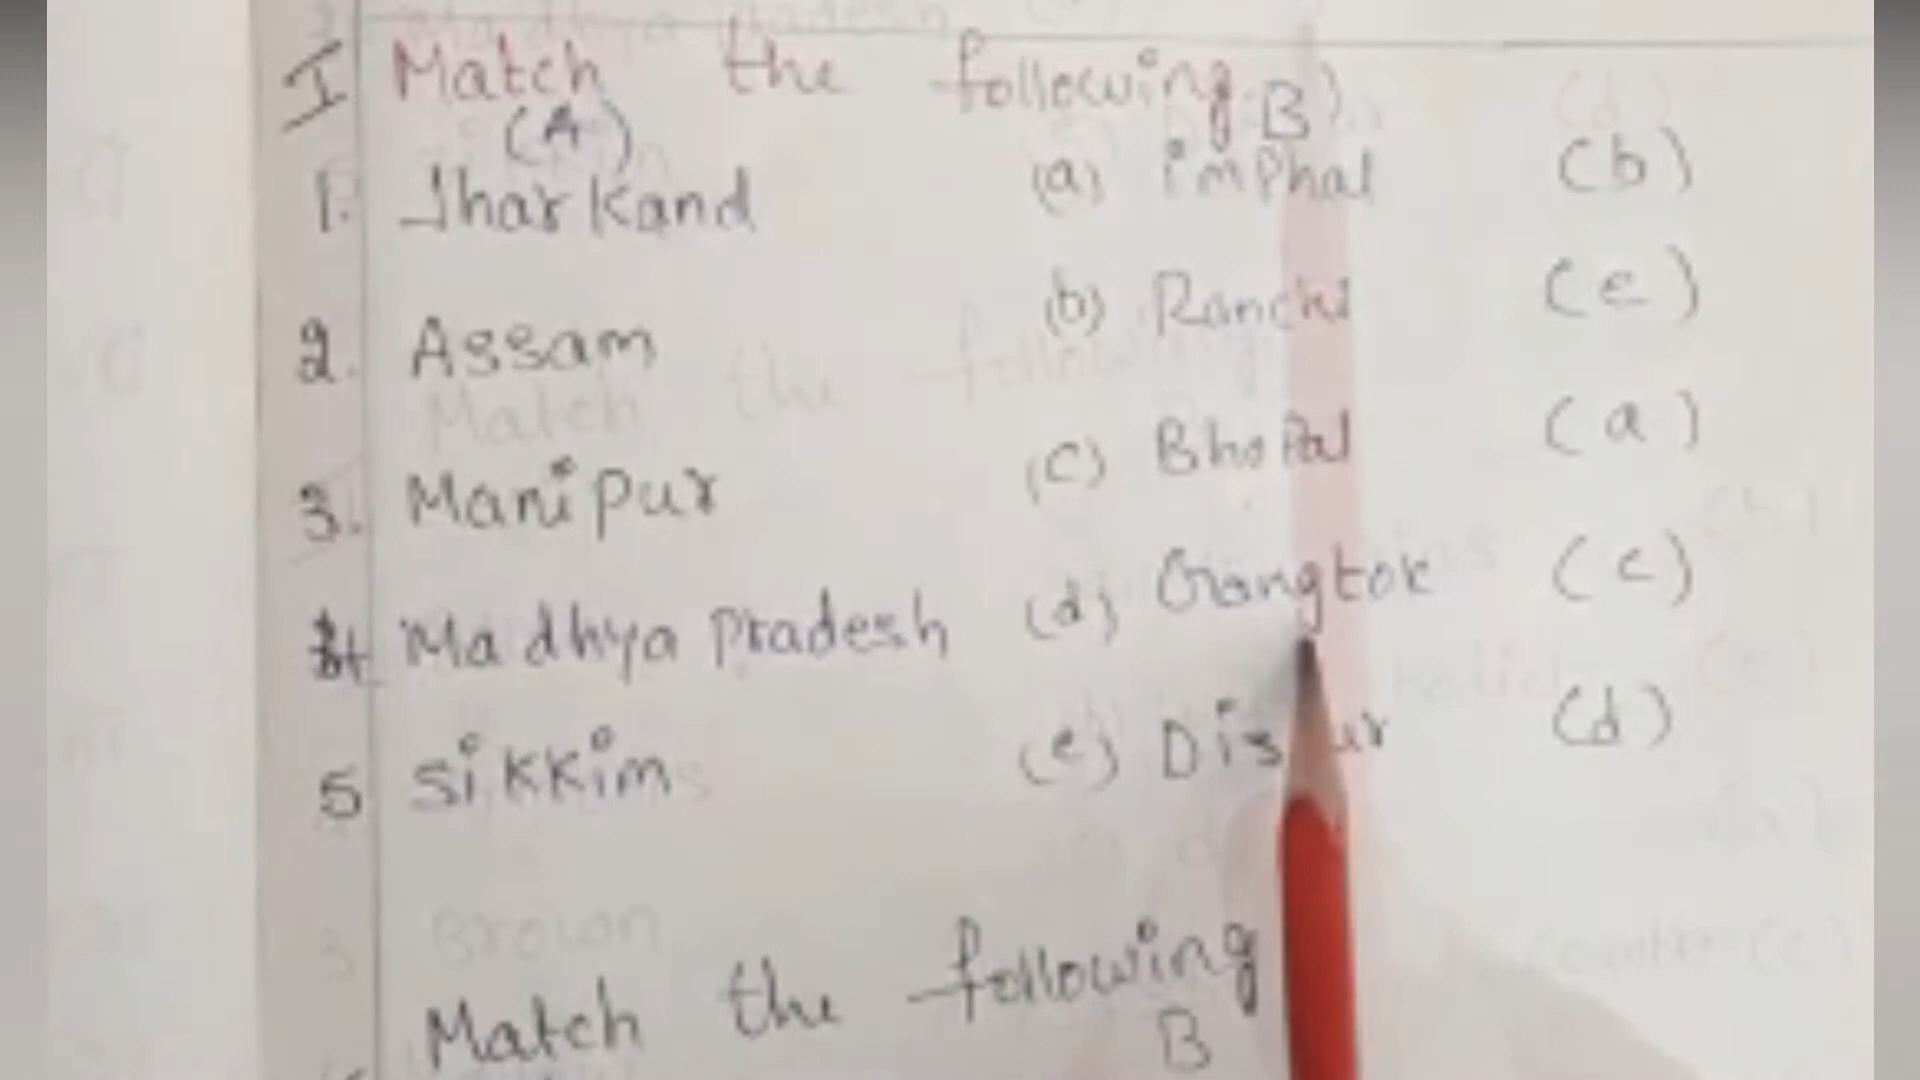 I Match the following
(A) B)
1. Jharkand (a) imphal (b)
2. Assam (b) Ranchi (e)
3. Manipur (c) Bhopal (a)
4 Madhya pradesh (d) Gangtok (c)
5 Sikkim (e) Dispur (d)
Match the following
B